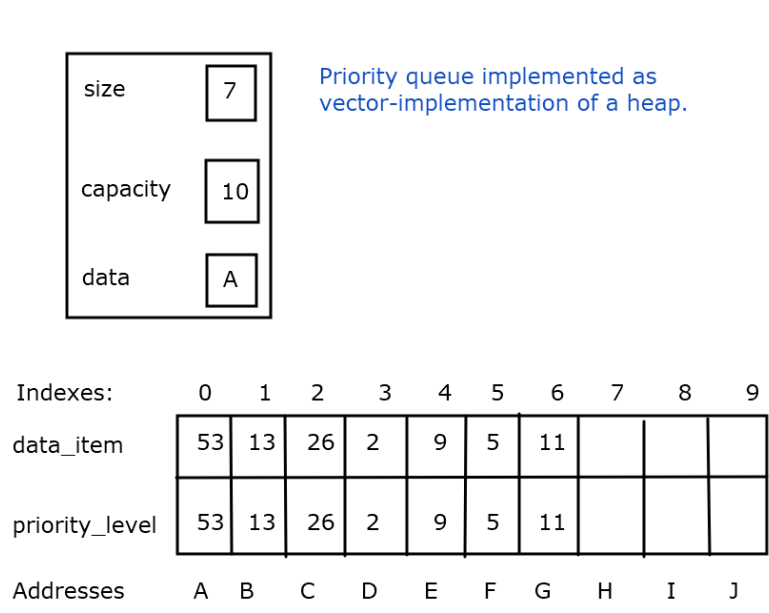 size 7
Priority queue implemented as
vector-implementation of a heap.
capacity 10
data A
Indexes: 0 1 2 3 4 5 6 7 8 9
data_item 53 13 26 2 9 5 11
priority_level 53 13 26 2 9 5 11
Addresses A B C D E F G H I J